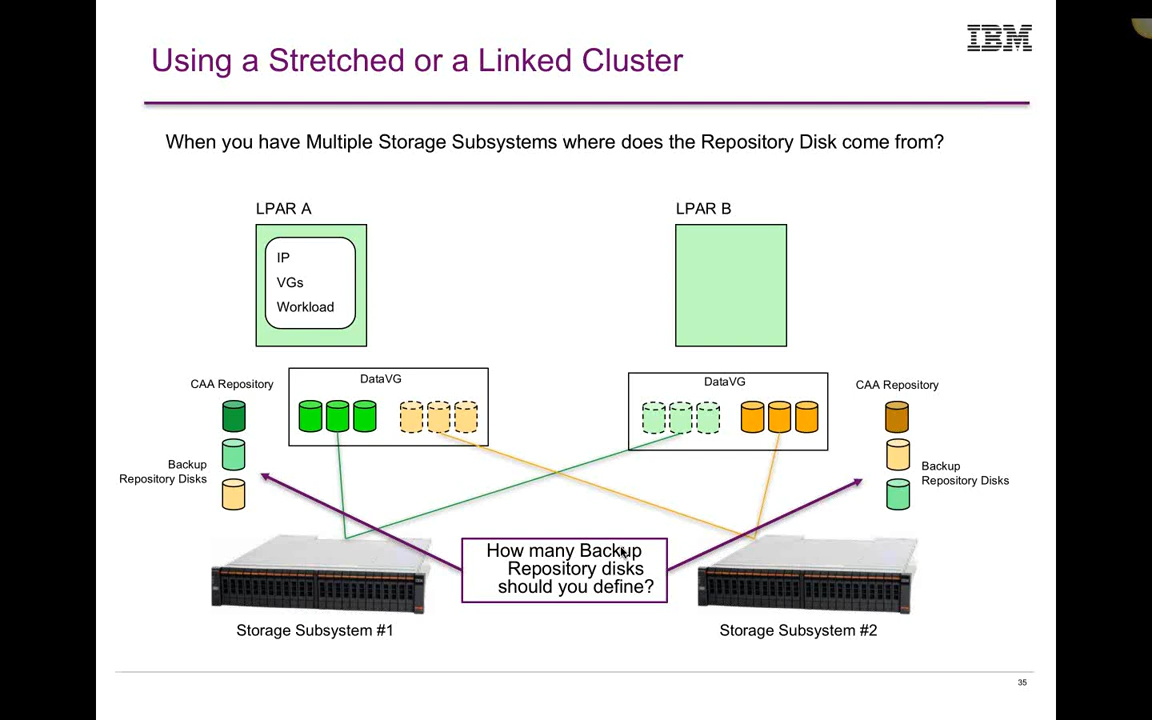 IBM
Using a Stretched or a Linked Cluster
When you have Multiple Storage Subsystems where does the Repository Disk come from?
LPAR A
LPAR B
IP
VGs
Workload
CAA Repository
DataVG
DataVG
CAA Repository
Backup
Repository Disks
Backup
Repository Disks
How many Backup
Repository disks
should you define?
Storage Subsystem #1
Storage Subsystem #2
35